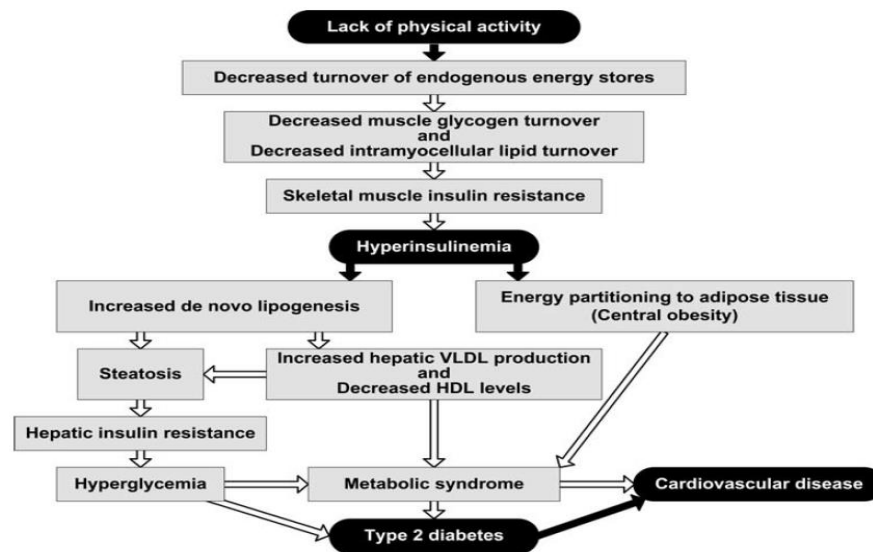 Lack of physical activity
Decreased turnover of endogenous energy stores
Decreased muscle glycogen turnover
and
Decreased intramyocellular lipid turnover
Skeletal muscle insulin resistance
Hyperinsulinemia
Increased de novo lipogenesis
Energy partitioning to adipose tissue
(Central obesity)
Steatosis
Increased hepatic VLDL production
and
Decreased HDL levels
Hepatic insulin resistance
Hyperglycemia
Metabolic syndrome
Cardiovascular disease
Type 2 diabetes